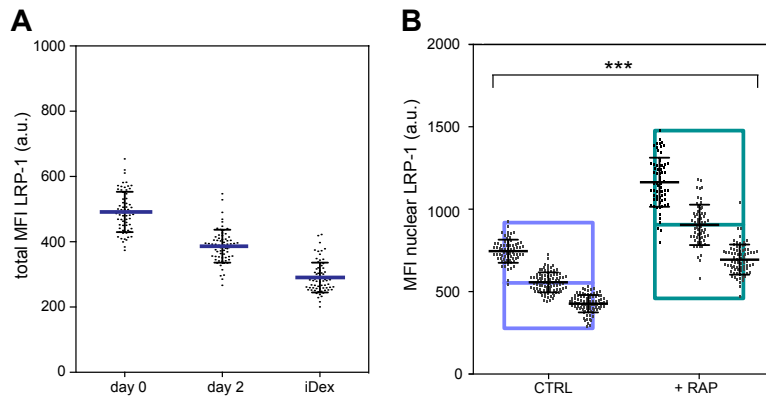 A
total MFI LRP-1 (a.u.)
1000
800
600
400
200
0
day 0 day 2 iDex
B
MFI nuclear LRP-1 (a.u.)
2000
1500
1000
500
0
***
CTRL + RAP